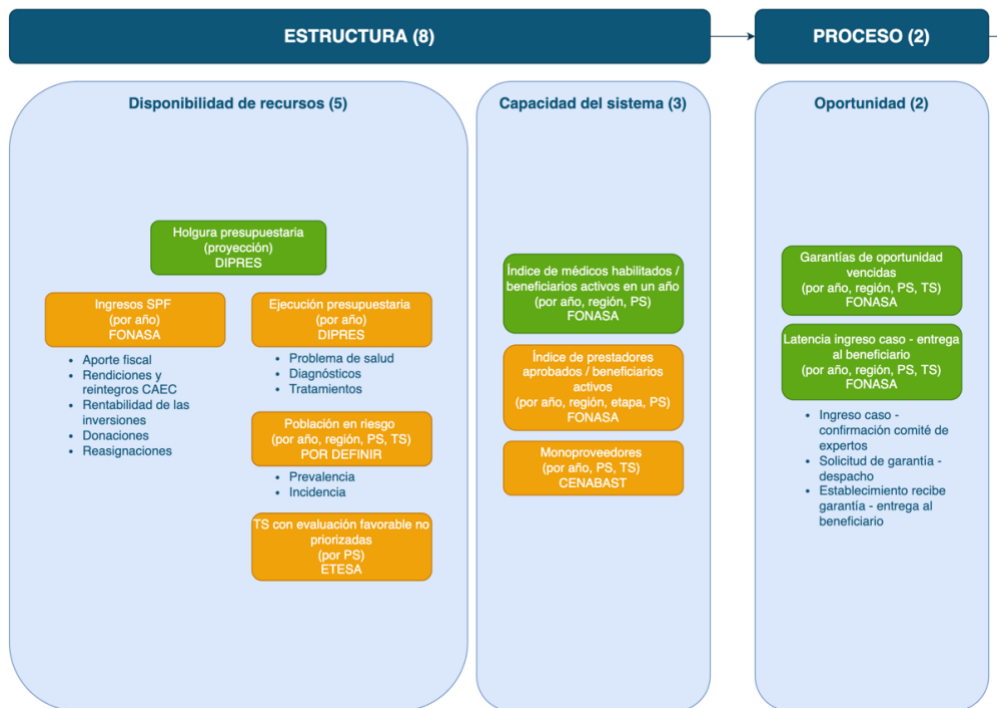 ESTRUCTURA (8)
PROCESO (2)
Disponibilidad de recursos (5)
Holgura presupuestaria
(proyección)
DIPRES
Ingresos SPF
(por año)
FONASA
• Aporte fiscal
• Rendiciones y
reintegros CAEC
• Rentabilidad de las
inversiones
• Donaciones
• Reasignaciones
Ejecución presupuestaria
(por año)
DIPRES
• Problema de salud
• Diagnósticos
• Tratamientos
Población en riesgo
(por año, región, PS, TS)
POR DEFINIR
• Prevalencia
• Incidencia
TS con evaluación favorable no
priorizadas
(por PS)
ETESA
Capacidad del sistema (3)
Índice de médicos habilitados /
beneficiarios activos en un año
(por año, región, PS)
FONASA
Índice de prestadores
aprobados / beneficiarios
activos
(por año, región, etapa, PS)
FONASA
Monoproveedores
(por año, PS, TS)
CENABAST
Oportunidad (2)
Garantías de oportunidad
vencidas
(por año, región, PS, TS)
FONASA
Latencia ingreso caso - entrega
al beneficiario
(por año, región, PS, TS)
FONASA
• Ingreso caso -
confirmación comité de
expertos
• Solicitud de garantía -
despacho
• Establecimiento recibe
garantía - entrega al
beneficiario